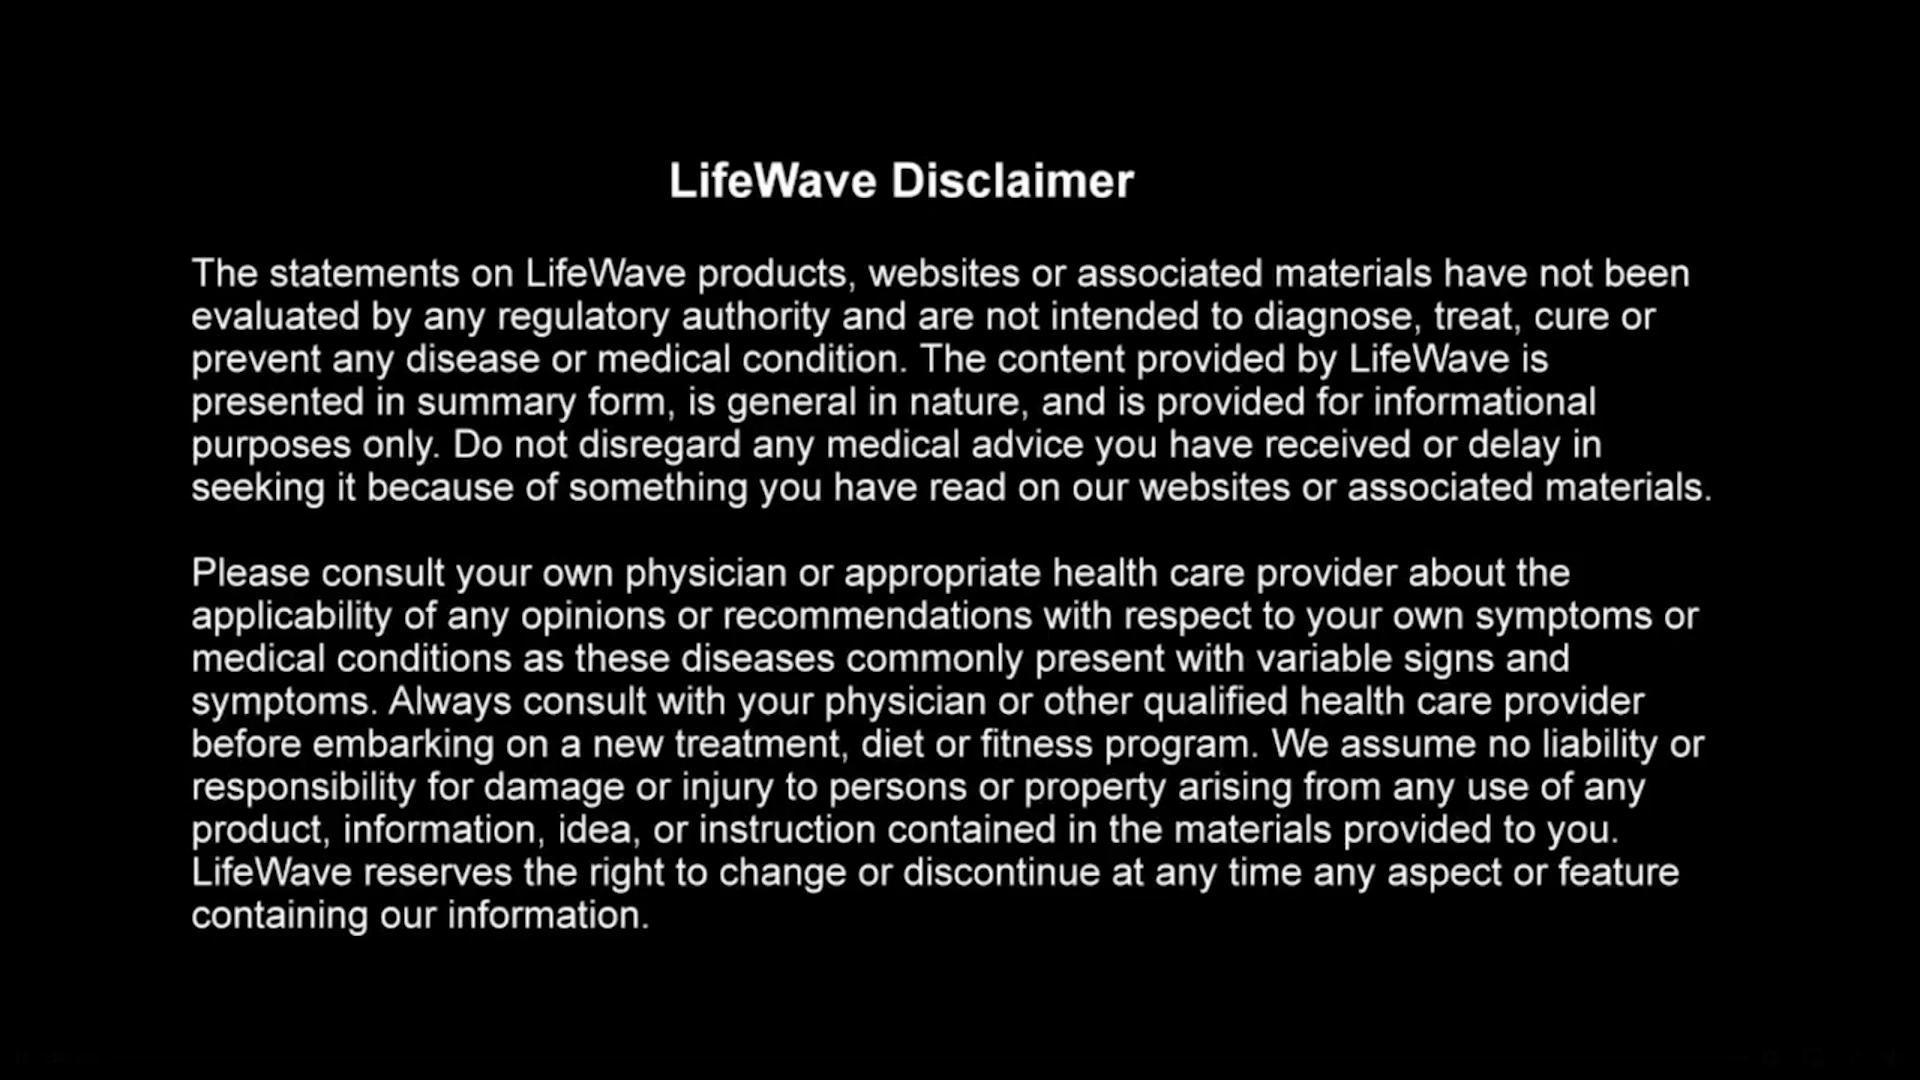 LifeWave Disclaimer
The statements on LifeWave products, websites or associated materials have not been
evaluated by any regulatory authority and are not intended to diagnose, treat, cure or
prevent any disease or medical condition. The content provided by LifeWave is
presented in summary form, is general in nature, and is provided for informational
purposes only. Do not disregard any medical advice you have received or delay in
seeking it because of something you have read on our websites or associated materials.
Please consult your own physician or appropriate health care provider about the
applicability of any opinions or recommendations with respect to your own symptoms or
medical conditions as these diseases commonly present with variable signs and
symptoms. Always consult with your physician or other qualified health care provider
before embarking on a new treatment, diet or fitness program. We assume no liability or
responsibility for damage or injury to persons or property arising from any use of any
product, information, idea, or instruction contained in the materials provided to you.
LifeWave reserves the right to change or discontinue at any time any aspect or feature
containing our information.